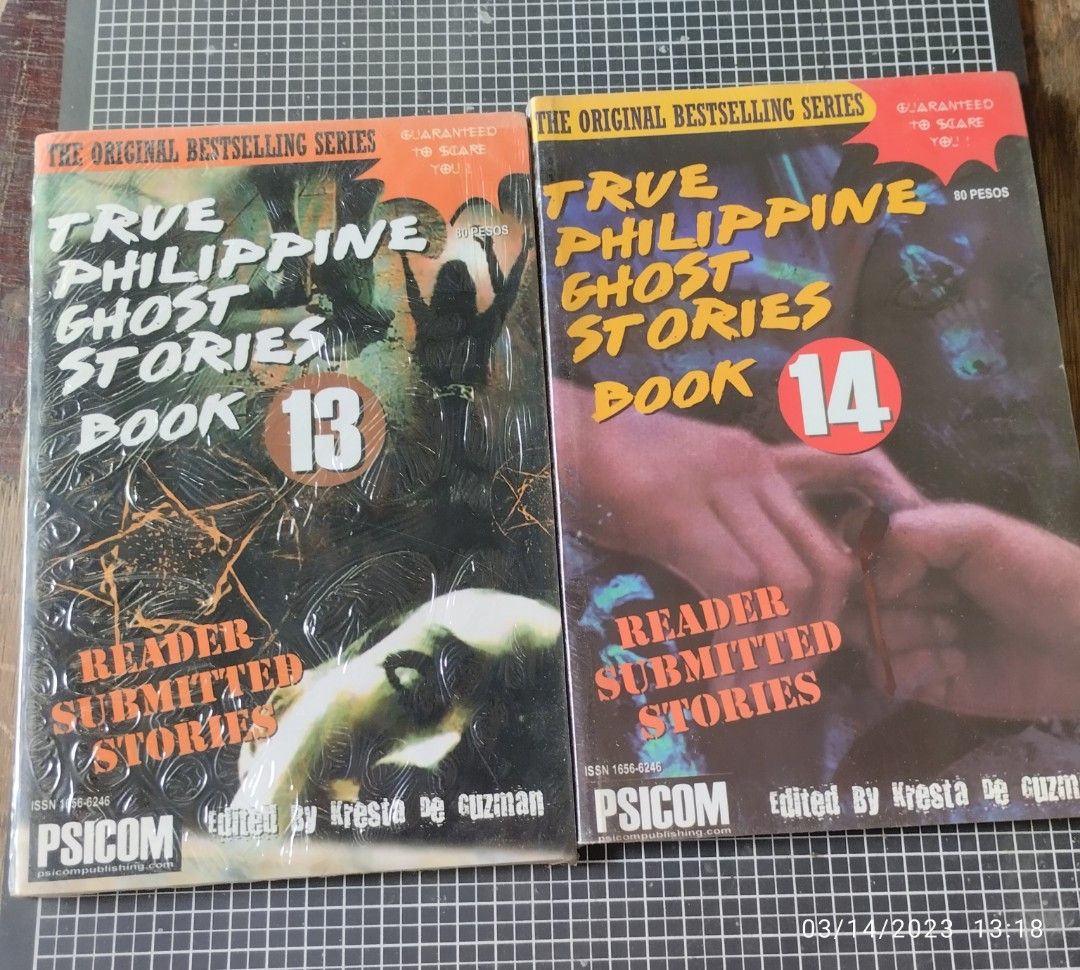 THE ORIGINAL BESTSELLING SERIES
GUARANTEED
TO SCARE
YOU !
TRUE
PHILIPPINE
GHOST
STORIES
BOOK 13
80 PESOS
READER
SUBMITTED
STORIES
ISSN 1656-6246
PSICOM
psicompublishing.com
Edited By Kresta De Guzman
THE ORIGINAL BESTSELLING SERIES
GUARANTEED
TO SCARE
YOU !
80 PESOS
TRUE
PHILIPPINE
GHOST
STORIES
BOOK 14
READER
SUBMITTED
STORIES
ISSN 1656-6246
PSICOM
psicompublishing.com
Edited By Kresta De Guzm
03/14/2023 13:18